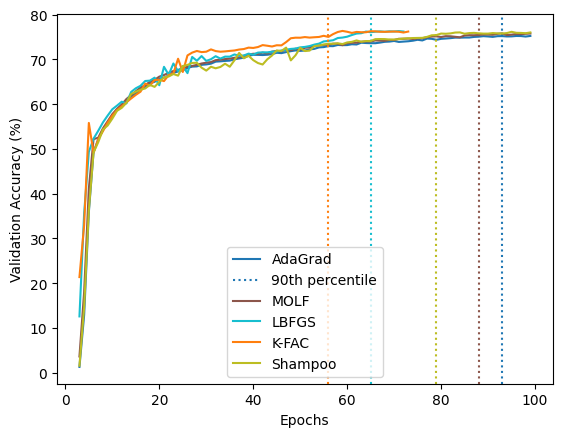 80
70
60
50
40
30
20
10
0
Validation Accuracy (%)
AdaGrad
90th percentile
MOLF
LBFGS
K-FAC
Shampoo
0 20 40 60 80 100
Epochs